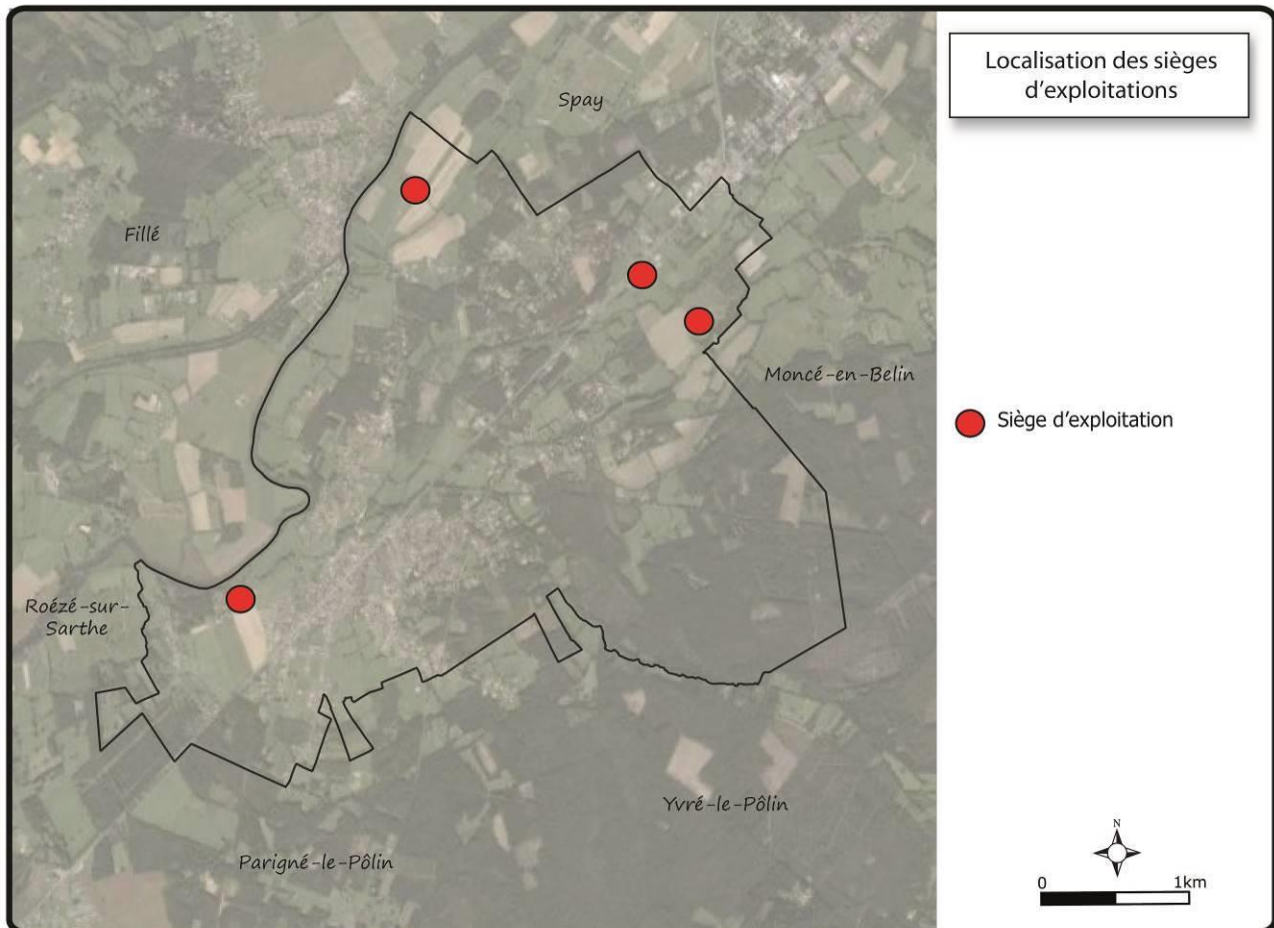 Localisation des sièges
d'exploitations
Spay
Fillé
Moncé-en-Belin
Siège d'exploitation
Roézé-sur-
Sarthe
Yvré-le-Pôlin
Parigné-le-Pôlin
N
0 1km